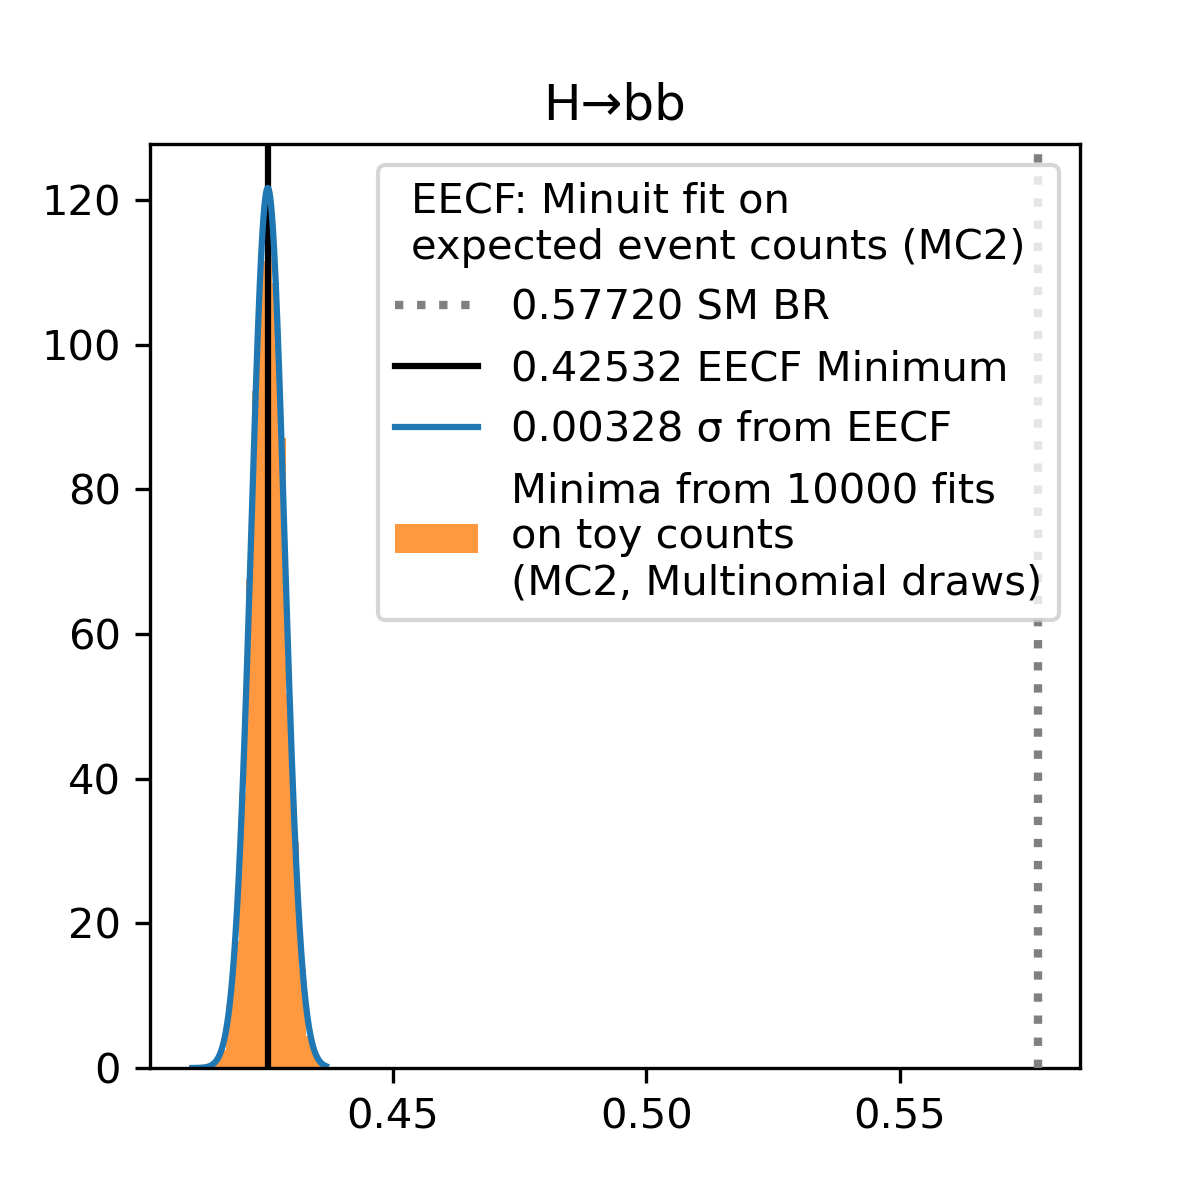 H→bb
EECF: Minuit fit on
expected event counts (MC2)
0.57720 SM BR
0.42532 EECF Minimum
0.00328 σ from EECF
Minima from 10000 fits
on toy counts
(MC2, Multinomial draws)
120
100
80
60
40
20
0
0.45 0.50 0.55